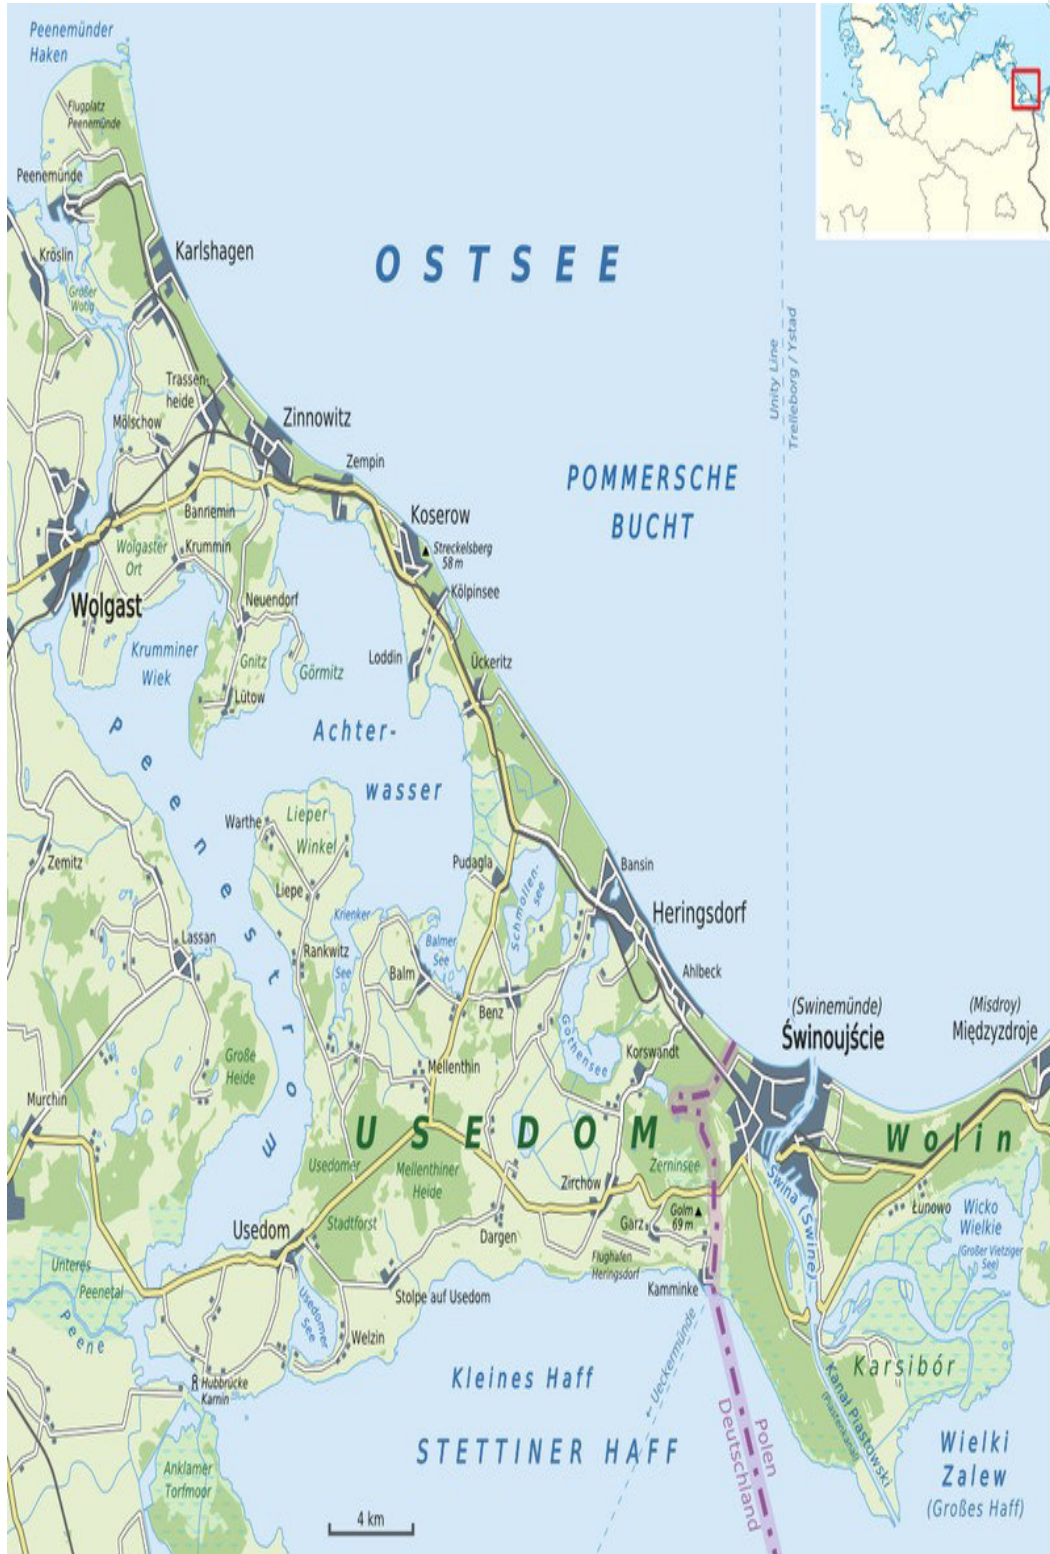 Peenemünder
Haken
Flugplatz
Peenemünde
Peenemünde
Kröslin
Großer
Wotig
Karlshagen
OSTSEE
Unity Line
Trelleborg / Ystad
Trassen-
heide
Mölschow
Zinnowitz
Zempin
POMMERSCHE
BUCHT
Bannemin
Koserow
Streckelsberg
58 m
Wolgaster
Ort
Krummin
Wolgast
Neuendorf
Kölpinsee
Krumminer
Wiek
Gnitz
Görmitz
Loddin
Ückeritz
Lütow
Achter-
wasser
Peenestrom
Lieper
Winkel
Warthe
Zemitz
Liepe
Pudagla
Schmollen-
see
Bansin
Heringsdorf
Krienker
See
Lassan
Rankwitz
Balmer
See
Balm
Ahlbeck
Benz
Gothensee
(Swinemünde)
Świnoujście
(Misdroy)
Międzyzdroje
Große
Heide
Mellenthin
Korswandt
Murchin
USEDOM
Wolin
Usedomer
Stadtforst
Mellenthiner
Heide
Zerninsee
Zirchow
Golm
69 m
Świna (Swine)
Łunowo
Wicko
Wielkie
(Großer Vietziger
See)
Usedom
Dargen
Garz
Flughafen
Heringsdorf
Unteres
Peenetal
Peene
Usedomer
See
Stolpe auf Usedom
Kamminke
Welzin
← Ueckermünde
Karsibór
Hubbrücke
Karnin
Kleines Haff
STETTINER HAFF
Polen
Deutschland
Kanał Piastowski
Wielki
Zalew
(Großes Haff)
Anklamer
Torfmoor
4 km